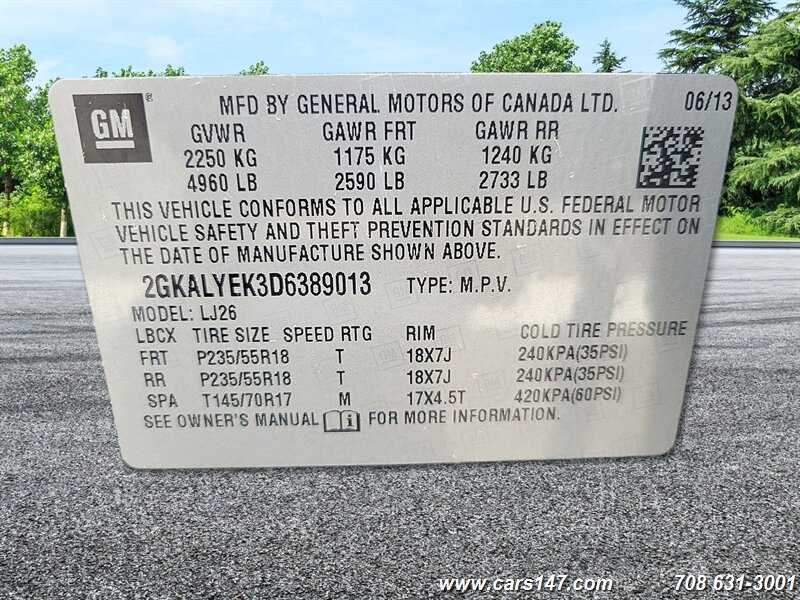 GM
MFD BY GENERAL MOTORS OF CANADA LTD. 06/13
GVWR GAWR FRT GAWR RR
2250 KG 1175 KG 1240 KG
4960 LB 2590 LB 2733 LB
THIS VEHICLE CONFORMS TO ALL APPLICABLE U.S. FEDERAL MOTOR
VEHICLE SAFETY AND THEFT PREVENTION STANDARDS IN EFFECT ON
THE DATE OF MANUFACTURE SHOWN ABOVE.
2GKALYEK3D6389013 TYPE: M.P.V.
MODEL: LJ26
LBCX TIRE SIZE SPEED RTG RIM COLD TIRE PRESSURE
FRT P235/55R18 T 18X7J 240KPA(35PSI)
RR P235/55R18 T 18X7J 240KPA(35PSI)
SPA T145/70R17 M 17X4.5T 420KPA(60PSI)
SEE OWNER'S MANUAL FOR MORE INFORMATION.
www.cars147.com 708 631-3001